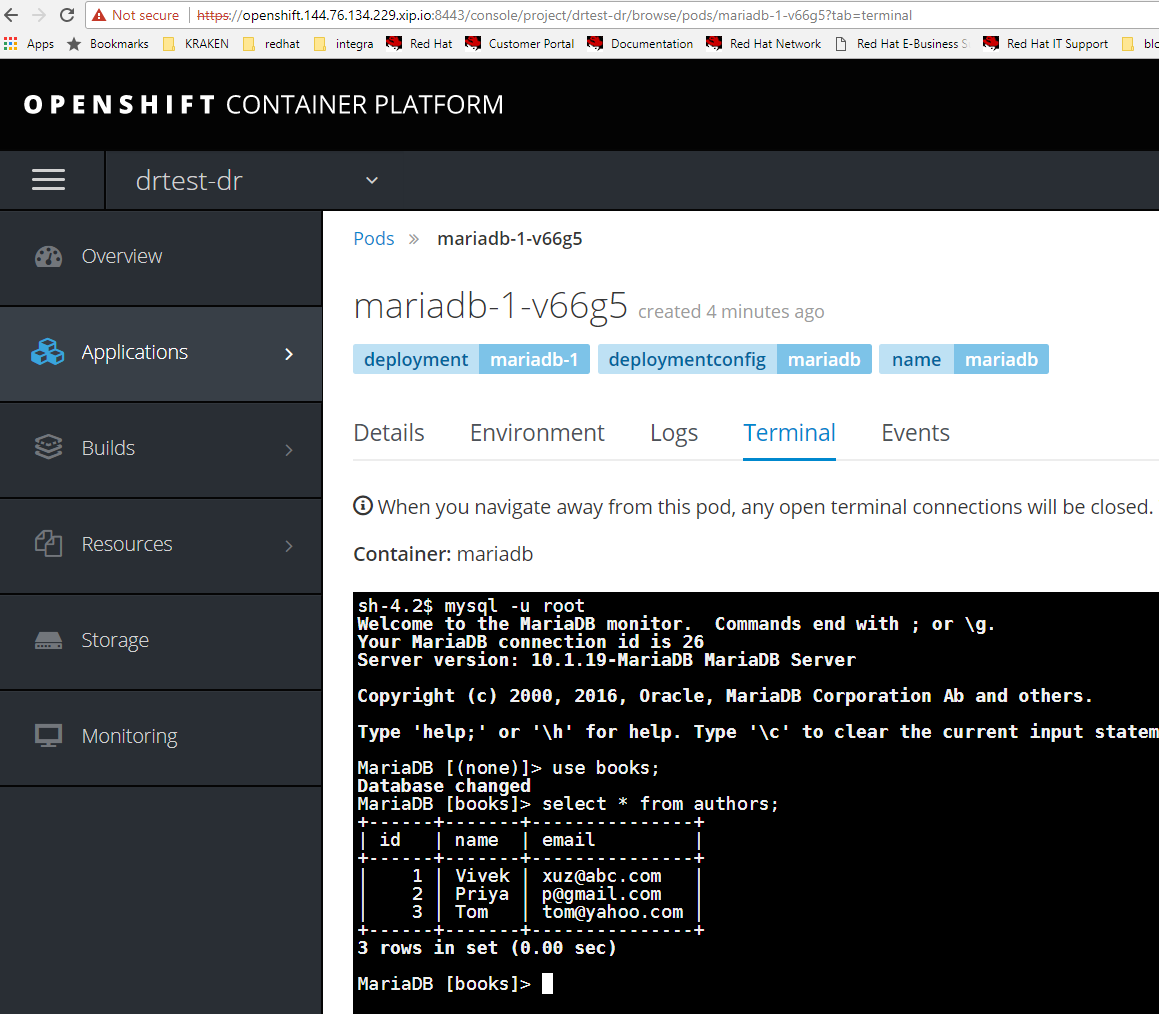 Not secure | https://openshift.144.76.134.229.xip.io:8443/console/project/drtest-dr/browse/pods/mariadb-1-v66g5?tab=terminal
Apps Bookmarks KRAKEN redhat integra Red Hat Customer Portal Documentation Red Hat Network Red Hat E-Business Red Hat IT Support
OPENSHIFT CONTAINER PLATFORM
drtest-dr
Overview
Applications
Builds
Resources
Storage
Monitoring
Pods » mariadb-1-v66g5
mariadb-1-v66g5 created 4 minutes ago
deployment mariadb-1 deploymentconfig mariadb name mariadb
Details Environment Logs Terminal Events
When you navigate away from this pod, any open terminal connections will be closed.
Container: mariadb
sh-4.2$ mysql -u root
Welcome to the MariaDB monitor.  Commands end with ; or \g.
Your MariaDB connection id is 26
Server version: 10.1.19-MariaDB MariaDB Server
Copyright (c) 2000, 2016, Oracle, MariaDB Corporation Ab and others.
Type 'help;' or '\h' for help. Type '\c' to clear the current input statem
MariaDB [(none)]> use books;
Database changed
MariaDB [books]> select * from authors;
+------+-------+---------------+
| id   | name  | email         |
+------+-------+---------------+
|    1 | Vivek | xuz@abc.com   |
|    2 | Priya | p@gmail.com   |
|    3 | Tom   | tom@yahoo.com |
+------+-------+---------------+
3 rows in set (0.00 sec)
MariaDB [books]>